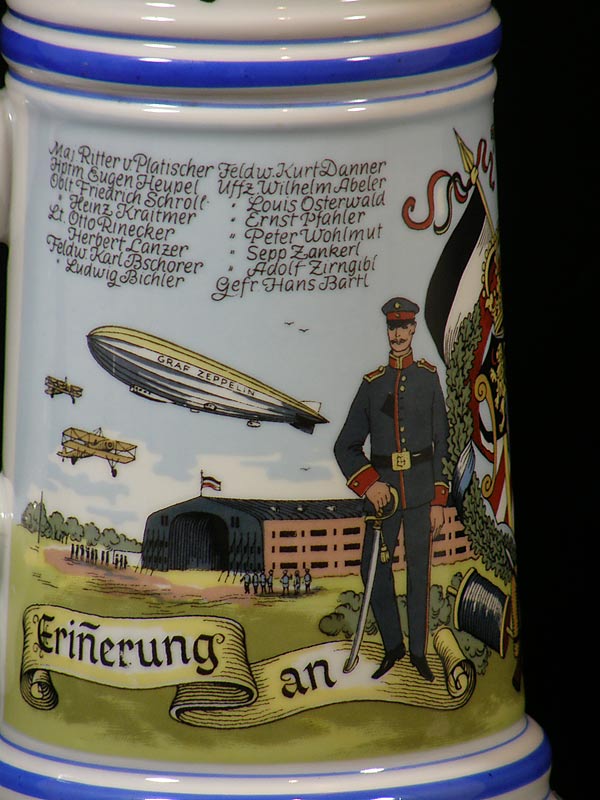 Maj Ritter v. Platischer
Hptm Eugen Heupel
Oblt Friedrich Schroll
" Heinz Kraitmer
Lt. Otto Rinecker
Herbert Lanzer
Feldw Karl Bschorer
" Ludwig Bichler
Feldw. Kurt Danner
Uffz Wilhelm Abeler
" Louis Osterwald
" Ernst Pfahler
" Peter Wohlmut
" Sepp Zankerl
" Adolf Zirngibl
Gefr Hans Bartl
GRAF ZEPPELIN
Eriñerung
an